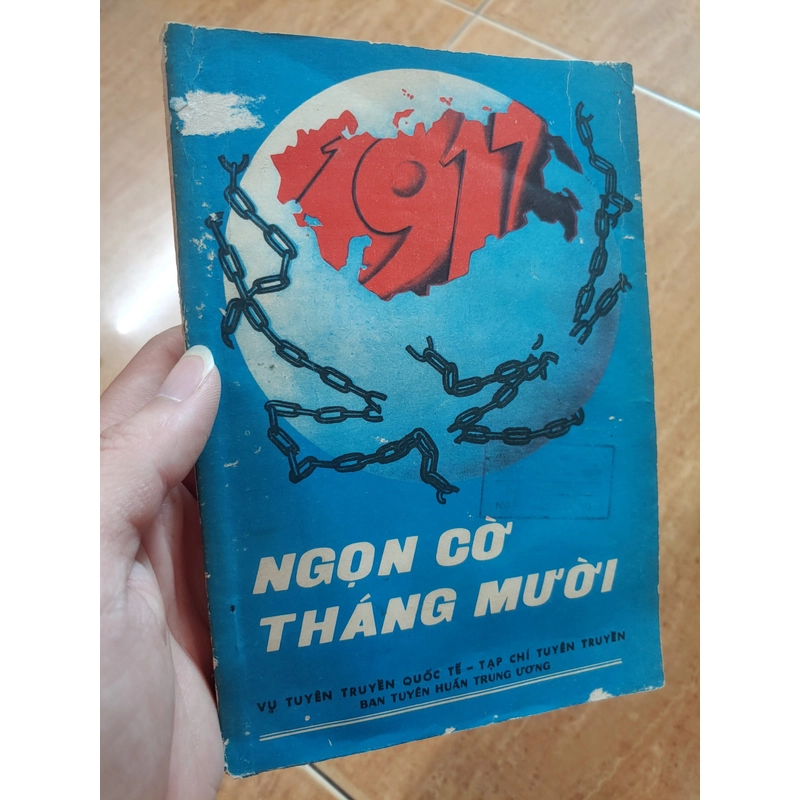 1917
NGỌN CỜ
THÁNG MƯỜI
VỤ TUYÊN TRUYỀN QUỐC TẾ – TẠP CHÍ TUYÊN TRUYỀN
BAN TUYÊN HUẤN TRUNG ƯƠNG